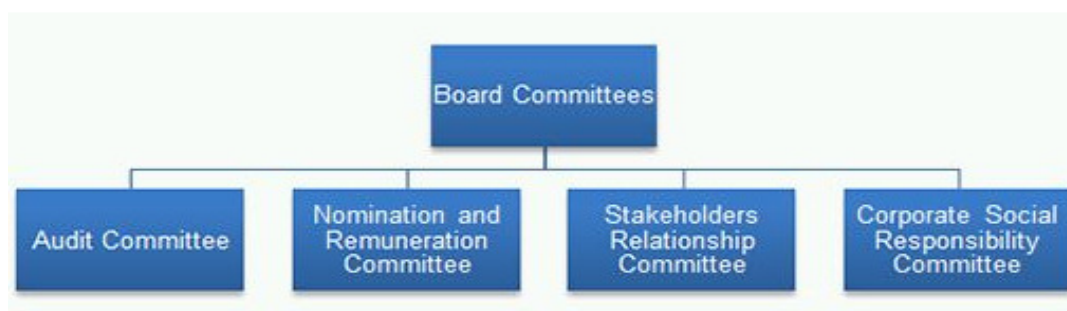 Board Committees
Audit Committee
Nomination and
Remuneration
Committee
Stakeholders
Relationship
Committee
Corporate Social
Responsibility
Committee